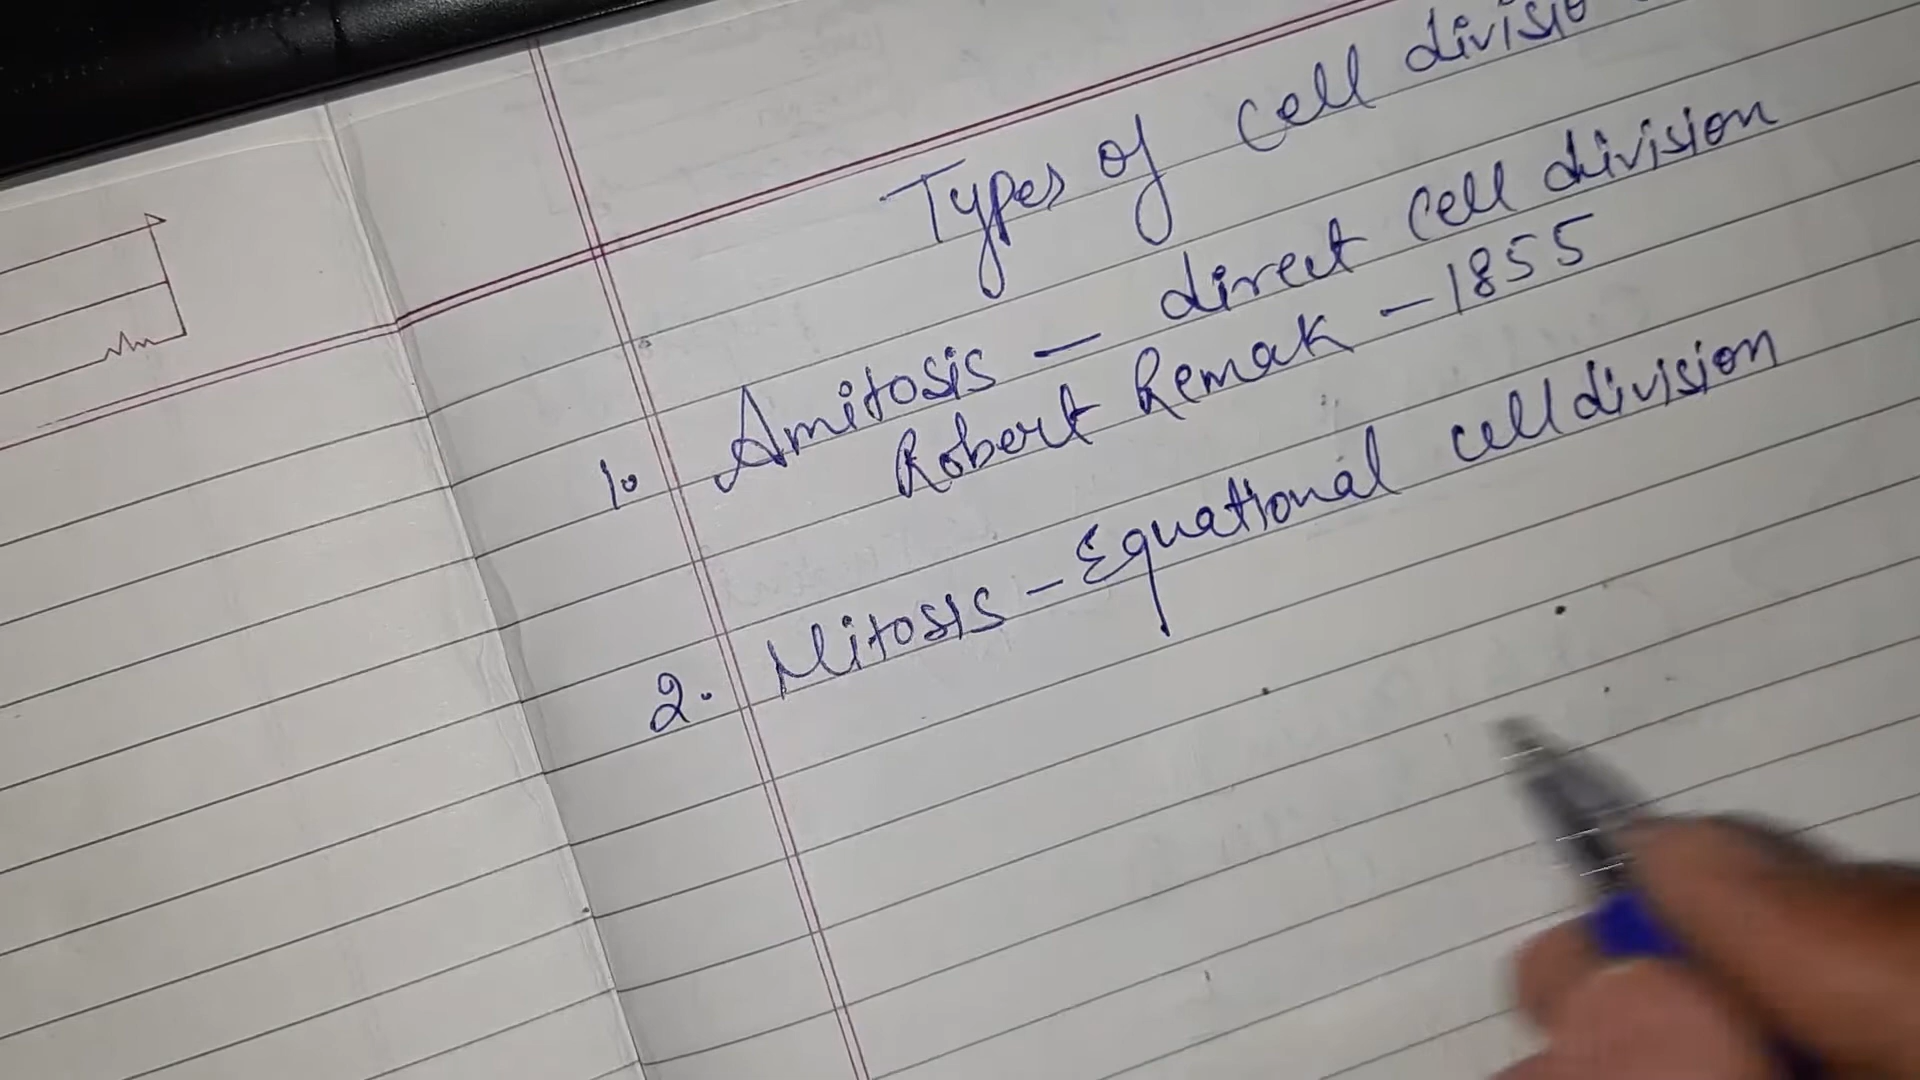 Types of cell divisio
1. Amitosis – direct cell division
Robert Remak – 1855
2. Mitosis – Equational cell division